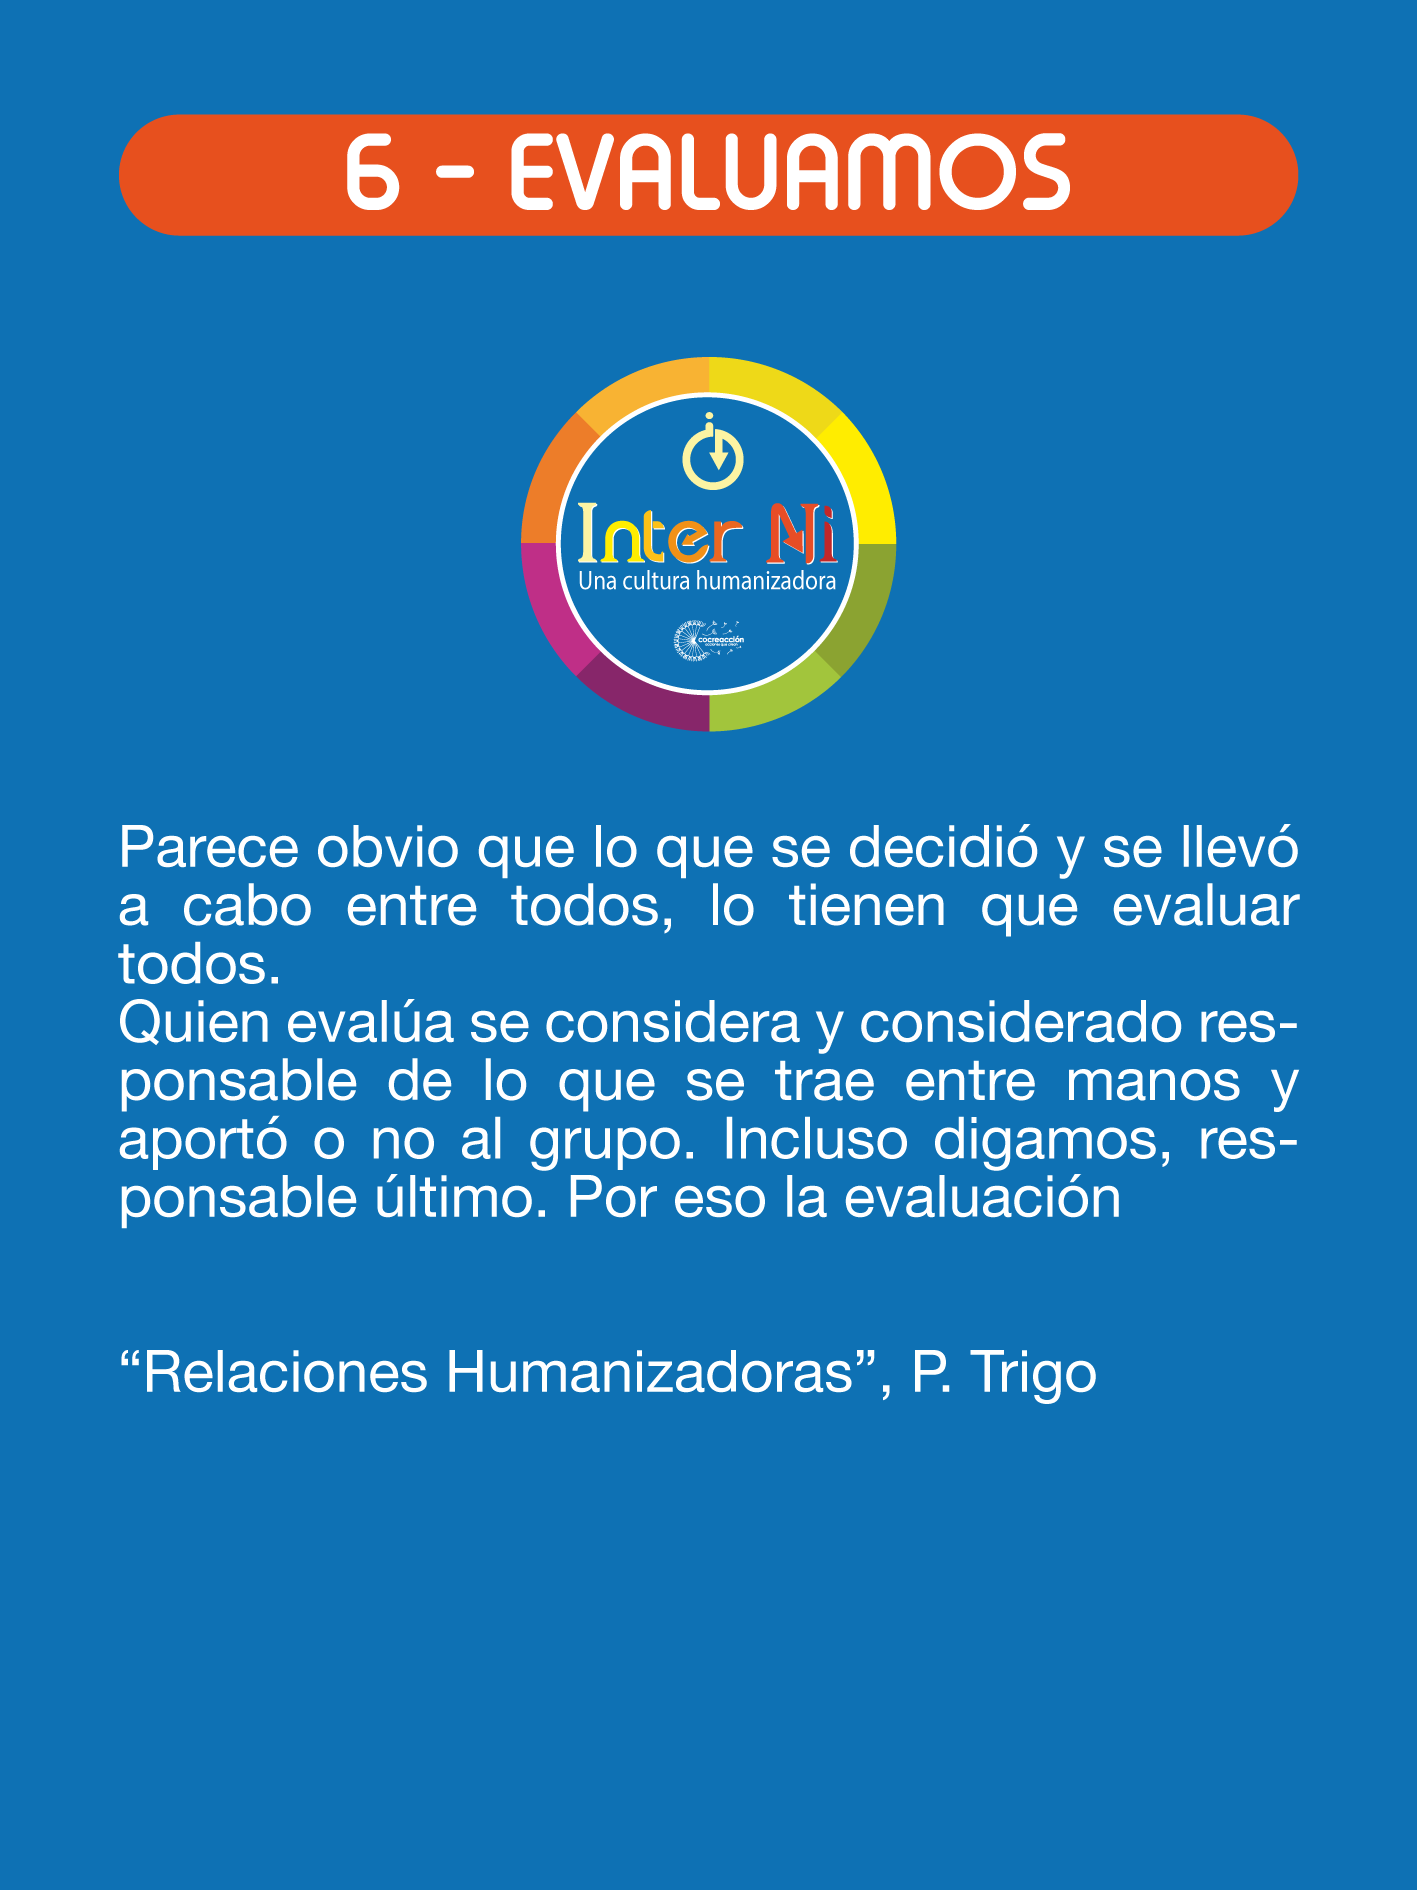 6 - EVALUAMOS
Inter Ni
Una cultura humanizadora
cocreacción
Parece obvio que lo que se decidió y se llevó
a cabo entre todos, lo tienen que evaluar
todos.
Quien evalúa se considera y considerado res-
ponsable de lo que se trae entre manos y
aportó o no al grupo. Incluso digamos, res-
ponsable último. Por eso la evaluación
“Relaciones Humanizadoras”, P. Trigo